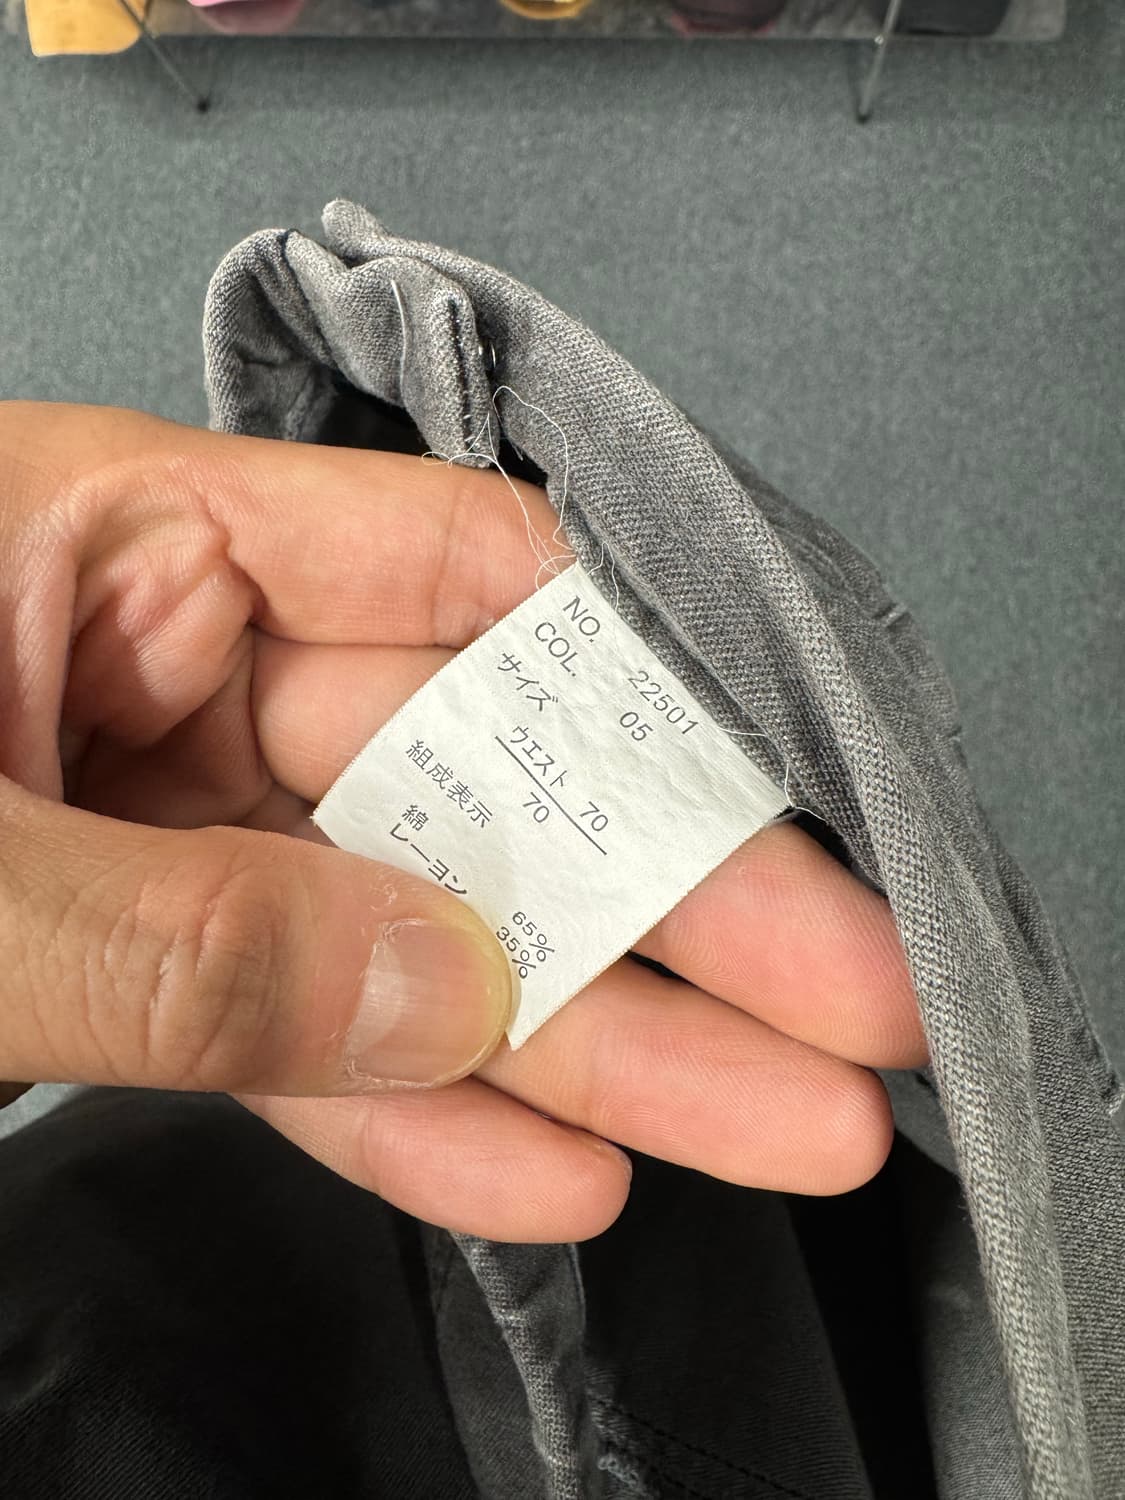 NO. 22501
COL. 05
サイズ 70
ウエスト 70
組成表示
綿 65%
レーヨン 35%